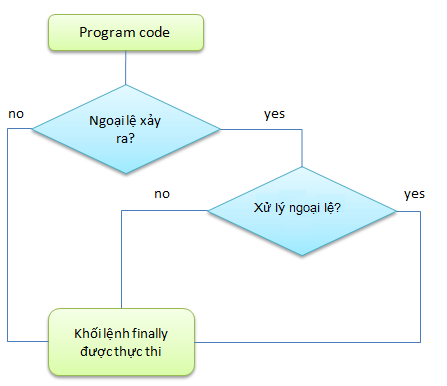 Program code
no
Ngoại lệ xảy
ra?
yes
no
Xử lý ngoại lệ?
yes
Khối lệnh finally
được thực thi